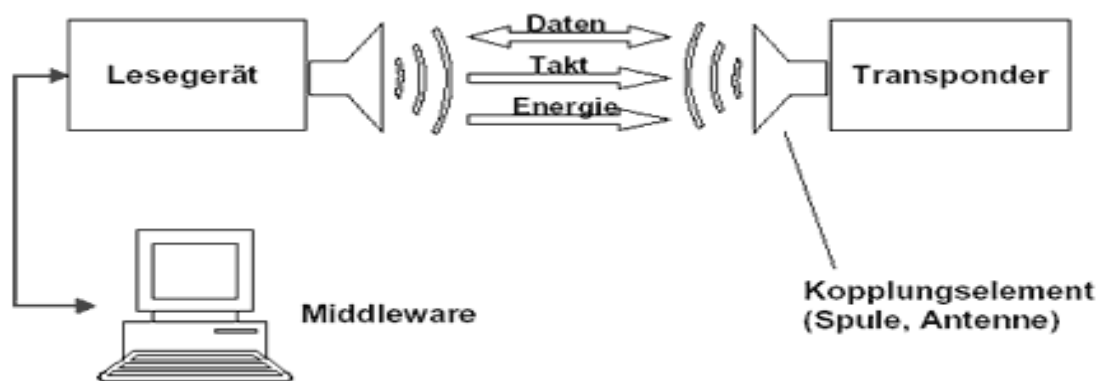 Daten
Lesegerät
Takt
Transponder
Energie
Middleware
Kopplungselement
(Spule, Antenne)